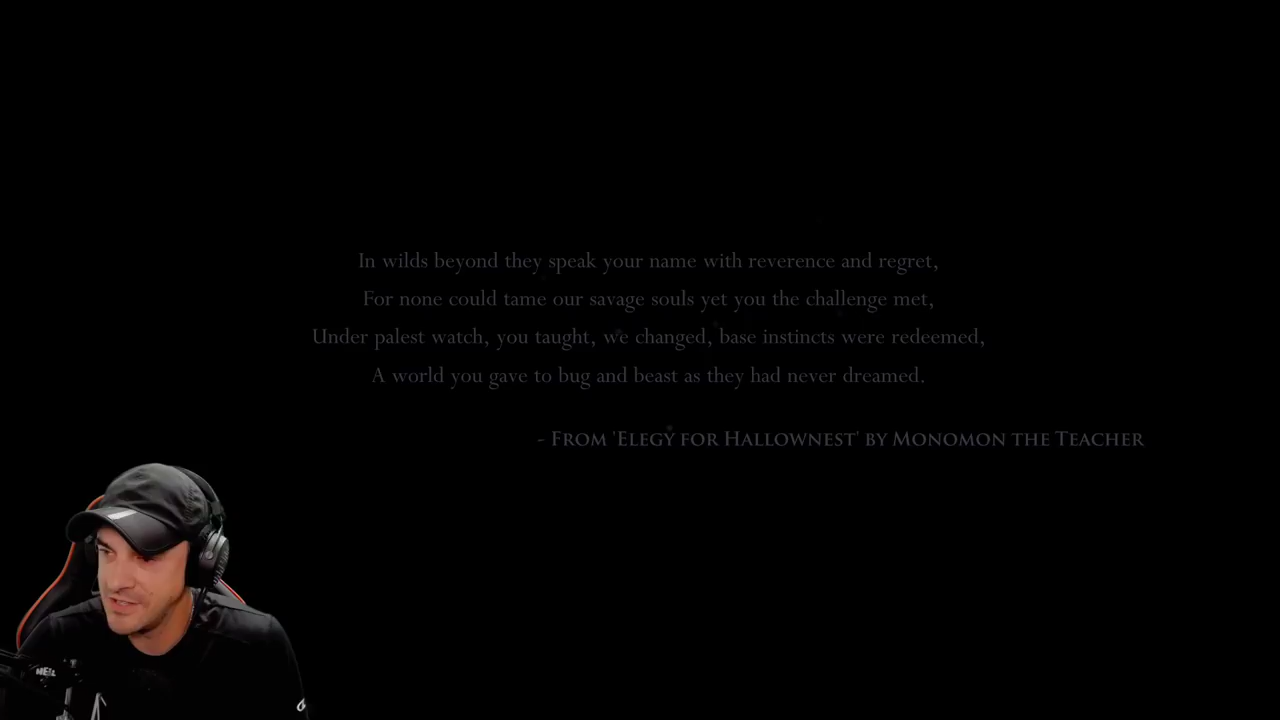 In wilds beyond they speak your name with reverence and regret,
For none could tame our savage souls yet you the challenge met,
Under palest watch, you taught, we changed, base instincts were redeemed,
A world you gave to bug and beast as they had never dreamed.
- From 'Elegy for Hallownest' by Monomon the Teacher